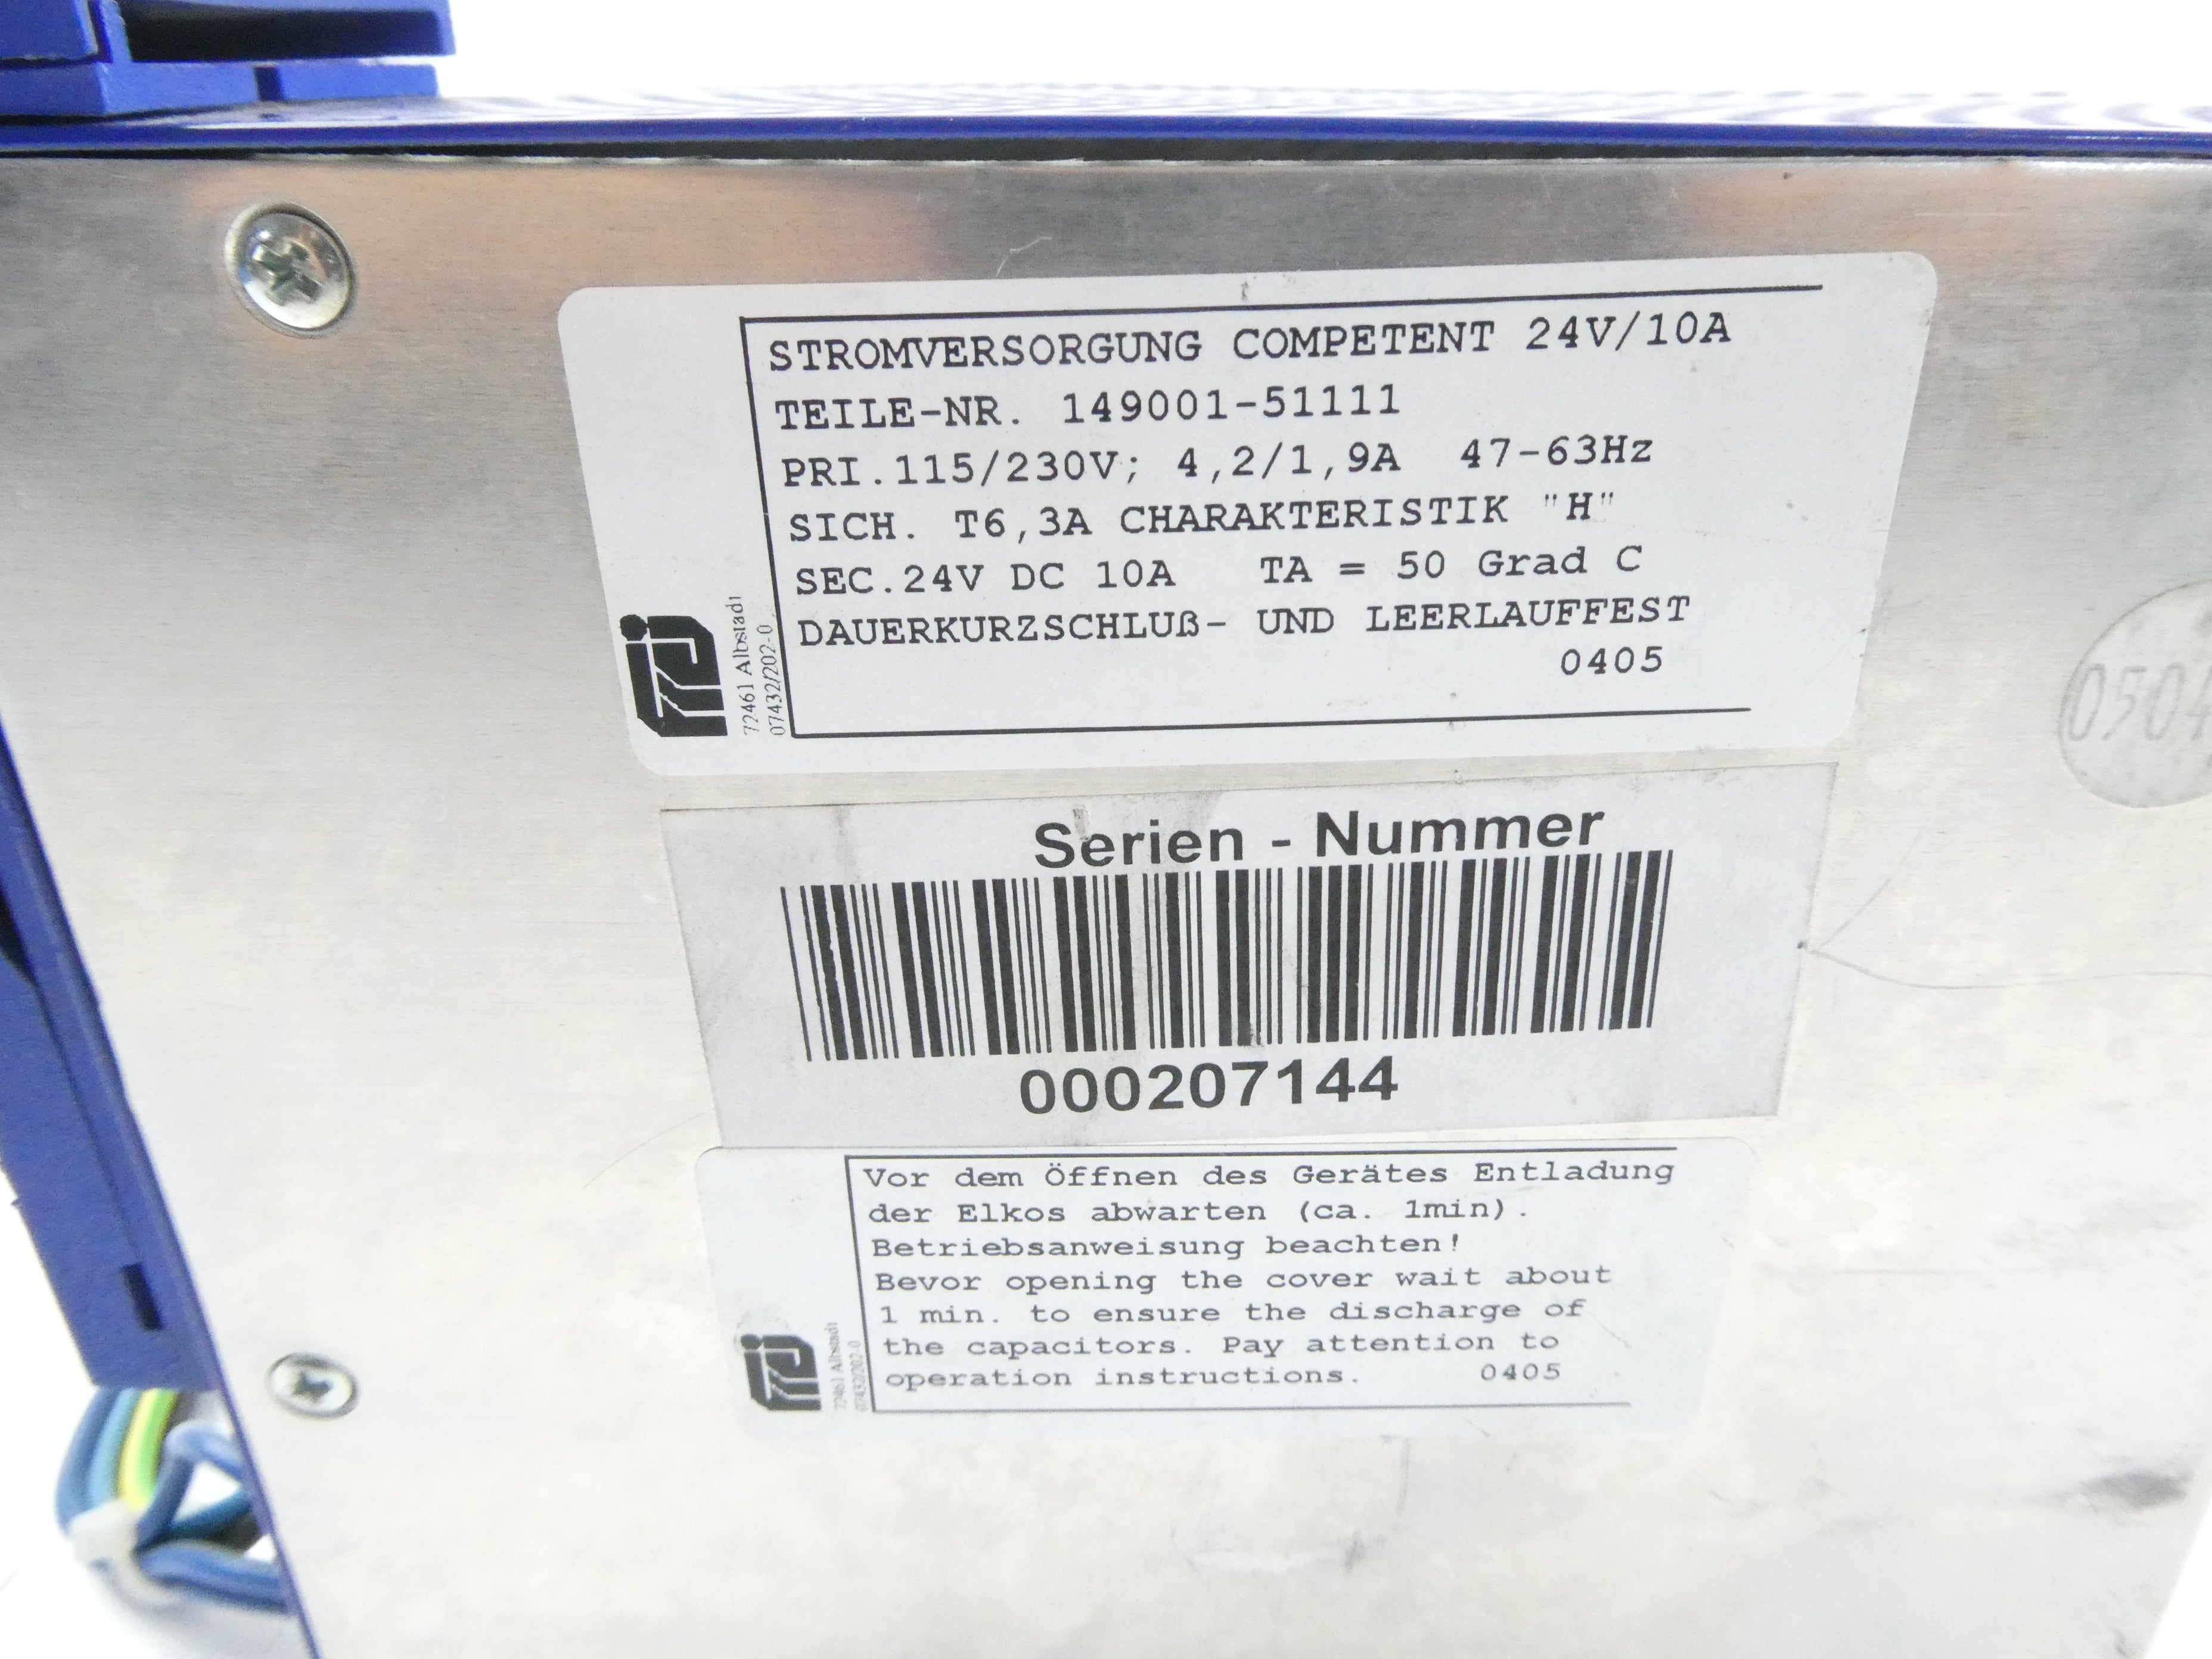 STROMVERSORGUNG COMPETENT 24V/10A
TEILE-NR. 149001-51111
PRI.115/230V; 4,2/1,9A 47-63Hz
SICH. T6,3A CHARAKTERISTIK "H"
SEC.24V DC 10A TA = 50 Grad C
DAUERKURZSCHLUß- UND LEERLAUFFEST
0405
72461 Albstadt
07432/202-0
0504
Serien - Nummer
000207144
Vor dem Öffnen des Gerätes Entladung
der Elkos abwarten (ca. 1min).
Betriebsanweisung beachten!
Bevor opening the cover wait about
1 min. to ensure the discharge of
the capacitors. Pay attention to
operation instructions. 0405
72461 Albstadt
07432/202-0